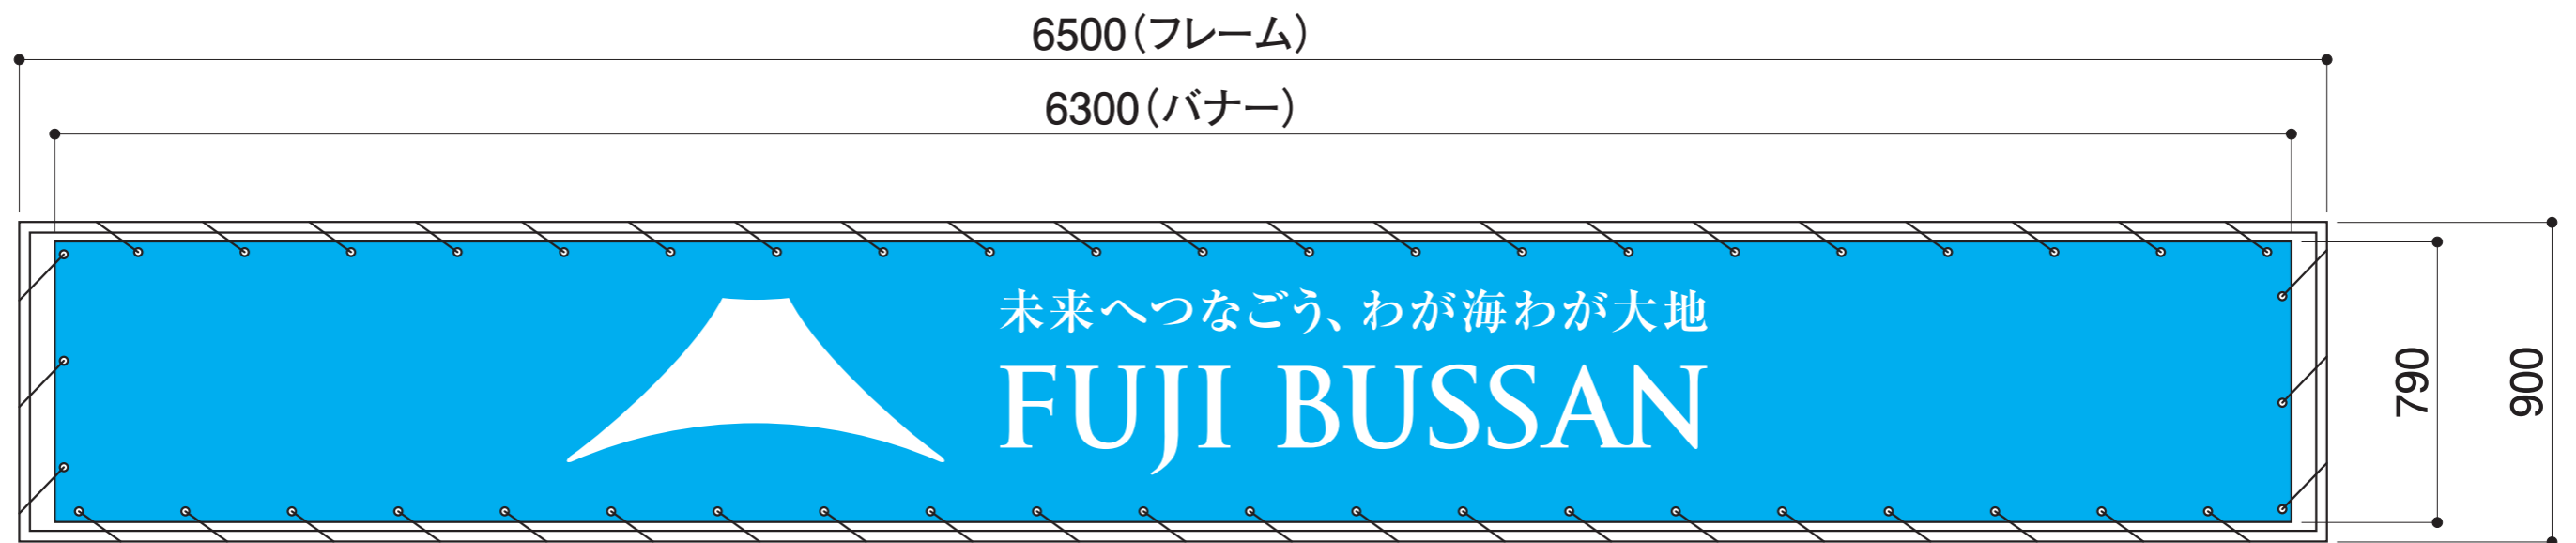 6500（フレーム）
6300（バナー）
未来へつなごう、わが海わが大地
FUJI BUSSAN
790
900